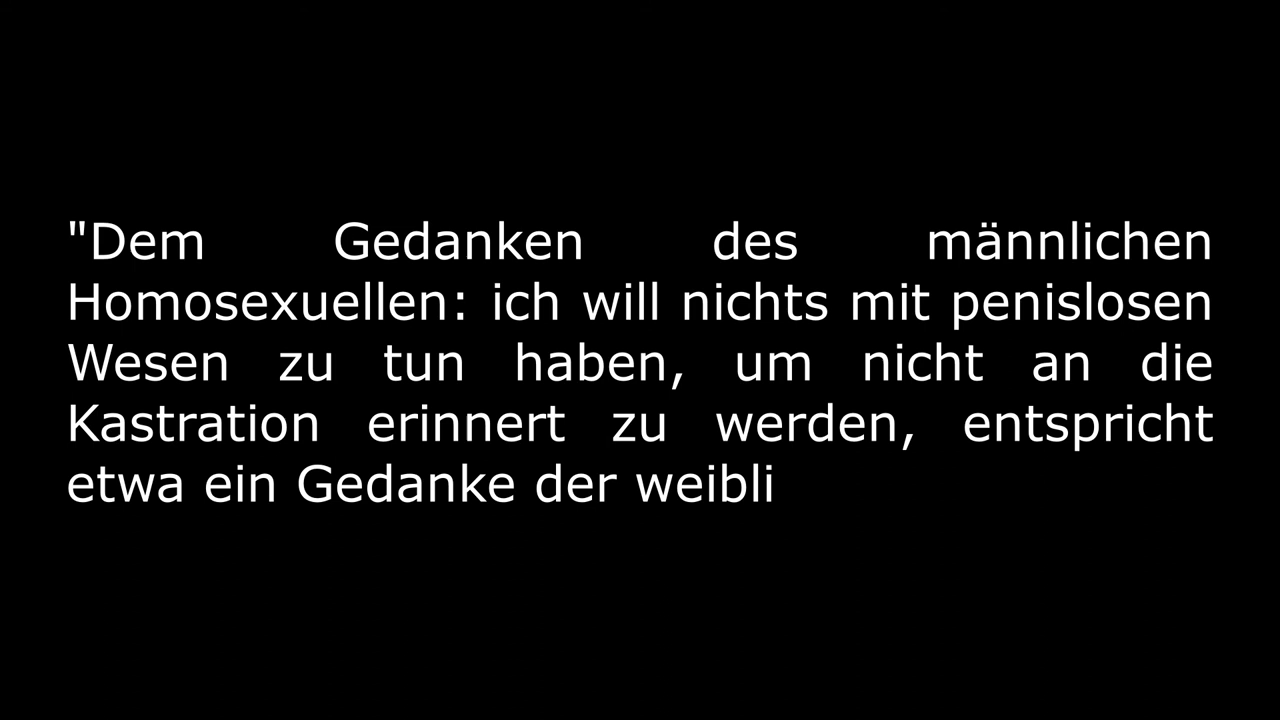 "Dem Gedanken des männlichen
Homosexuellen: ich will nichts mit penislosen
Wesen zu tun haben, um nicht an die
Kastration erinnert zu werden, entspricht
etwa ein Gedanke der weibli